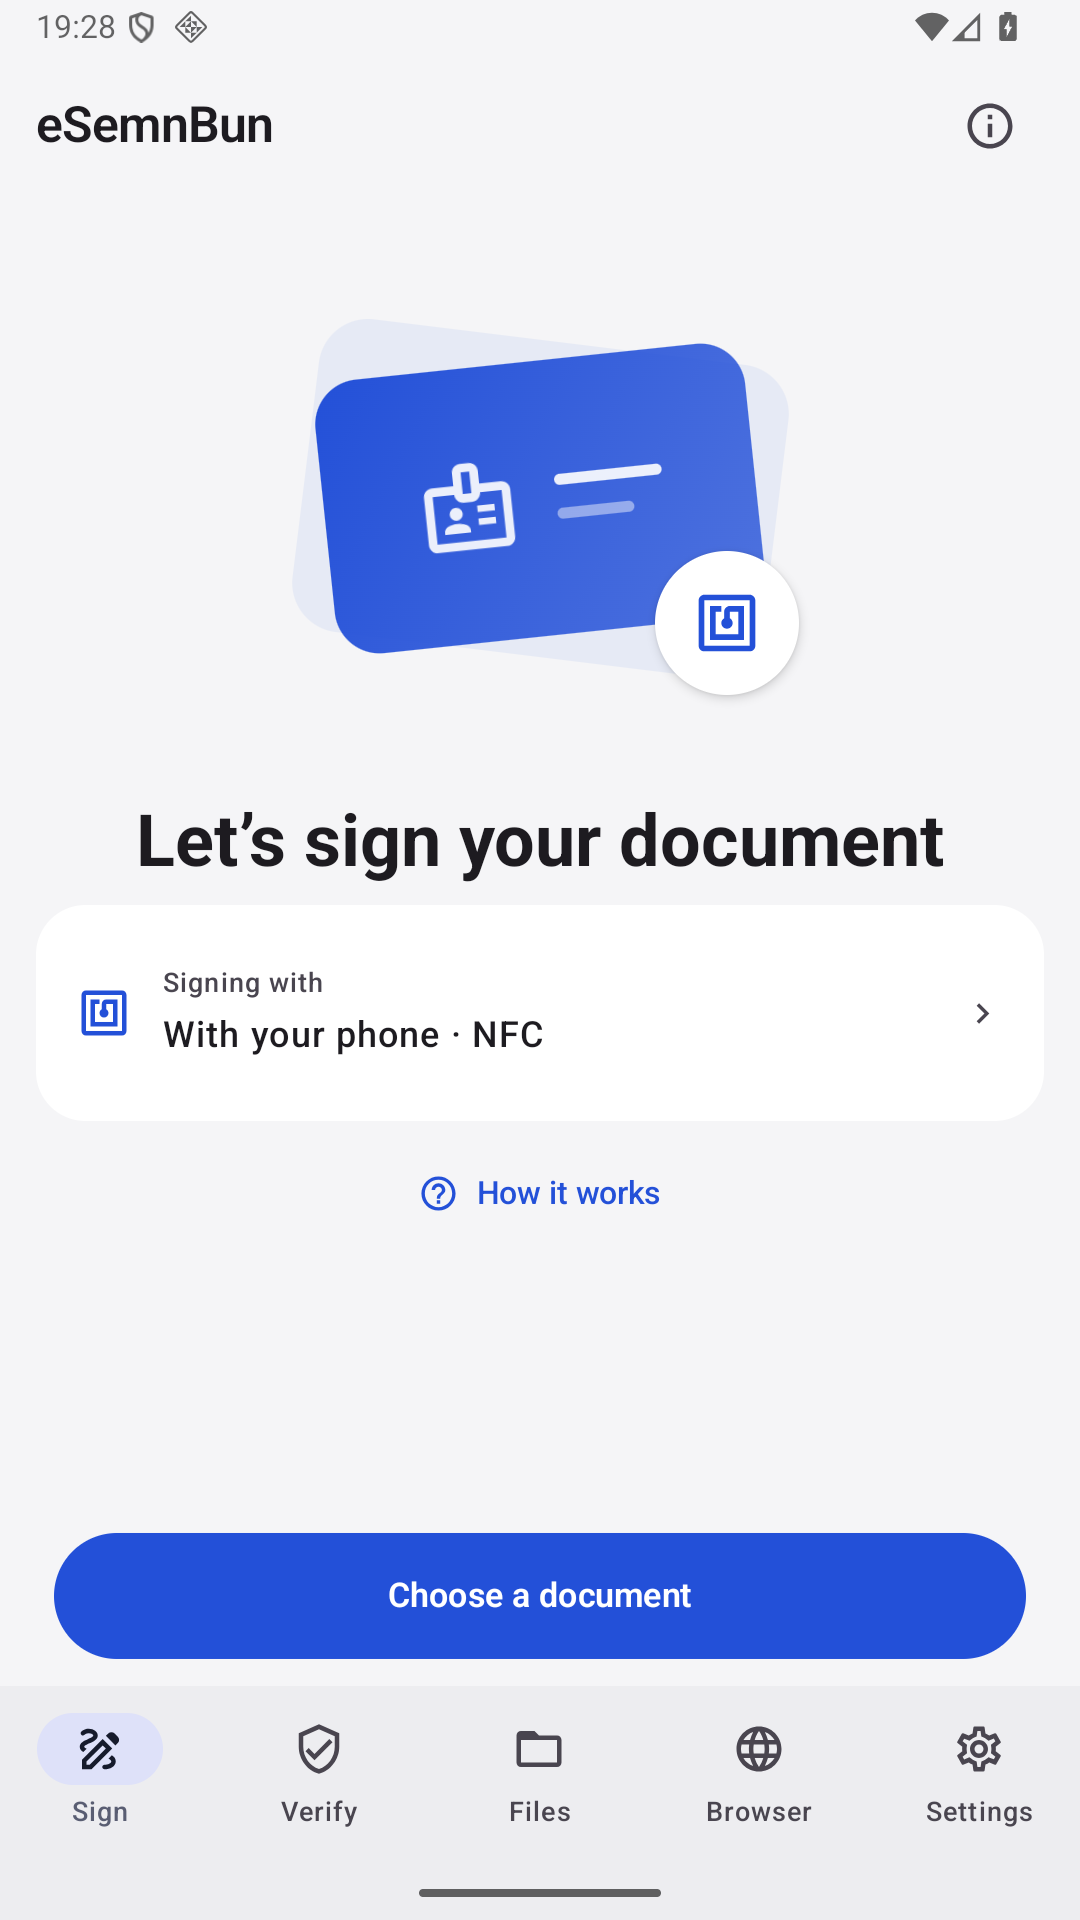 19:28
eSemnBun
Let’s sign your document
Signing with
With your phone · NFC
How it works
Choose a document
Sign
Verify
Files
Browser
Settings